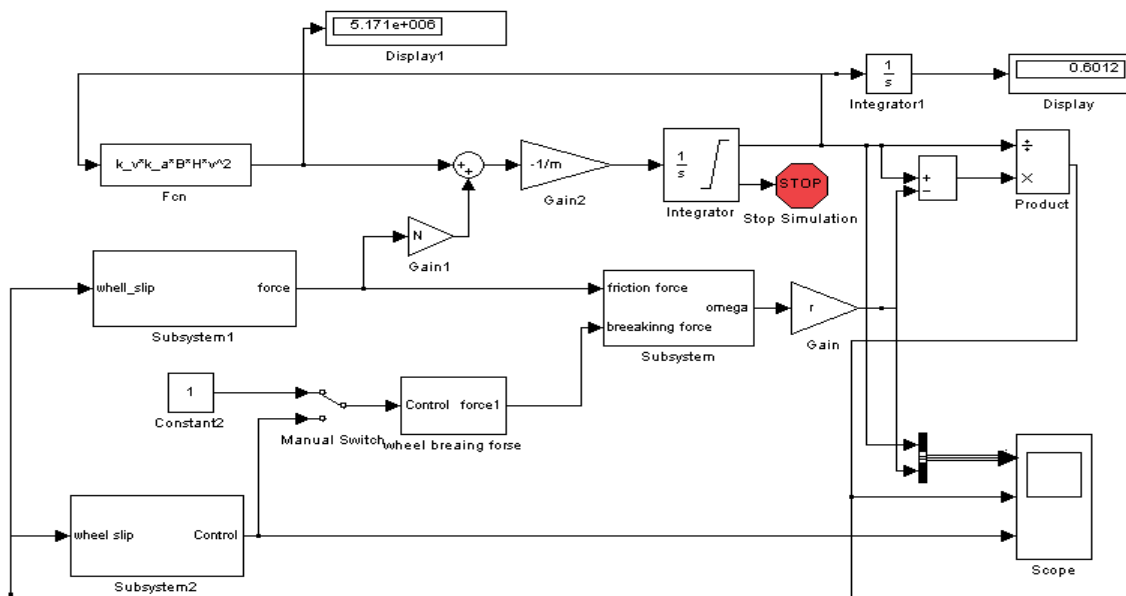 5.171e+006
Display1
1
s
Integrator1
0.6012
Display
k_v*k_a*B*H*v^2
Fcn
+
+
-1/m
Gain2
1
s
Integrator
STOP
Stop Simulation
+
−
÷
×
Product
N
Gain1
whell_slip
force
Subsystem1
friction force
omega
breeakinng force
Subsystem
r
Gain
1
Constant2
Manual Switch
Control
force1
wheel breaing forse
wheel slip
Control
Subsystem2
Scope